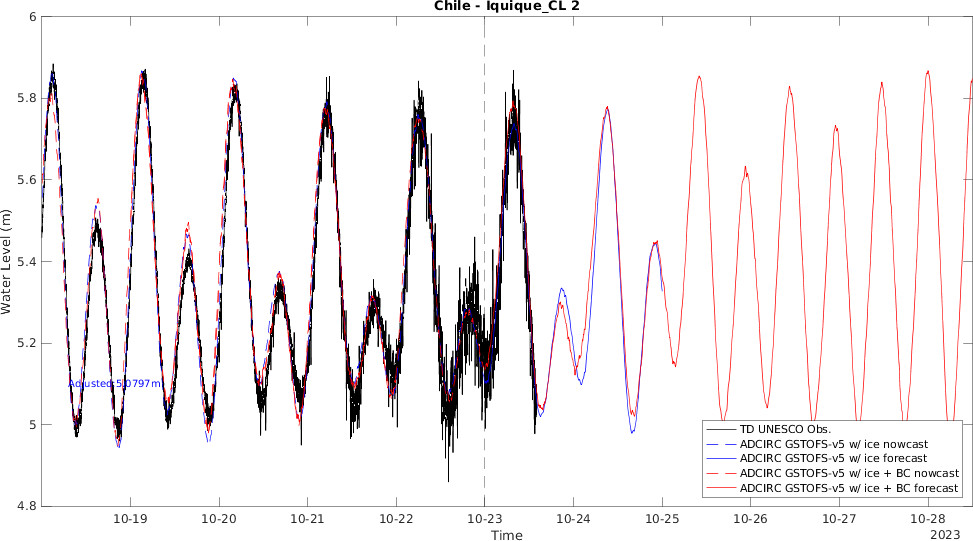 Chile - Iquique_CL 2
6
5.8
5.6
5.4
5.2
5
4.8
Water Level (m)
Adjusted:5.0797m
10-19
10-20
10-21
10-22
10-23
10-24
10-25
10-26
10-27
10-28
2023
Time
TD UNESCO Obs.
ADCIRC GSTOFS-v5 w/ ice nowcast
ADCIRC GSTOFS-v5 w/ ice forecast
ADCIRC GSTOFS-v5 w/ ice + BC nowcast
ADCIRC GSTOFS-v5 w/ ice + BC forecast